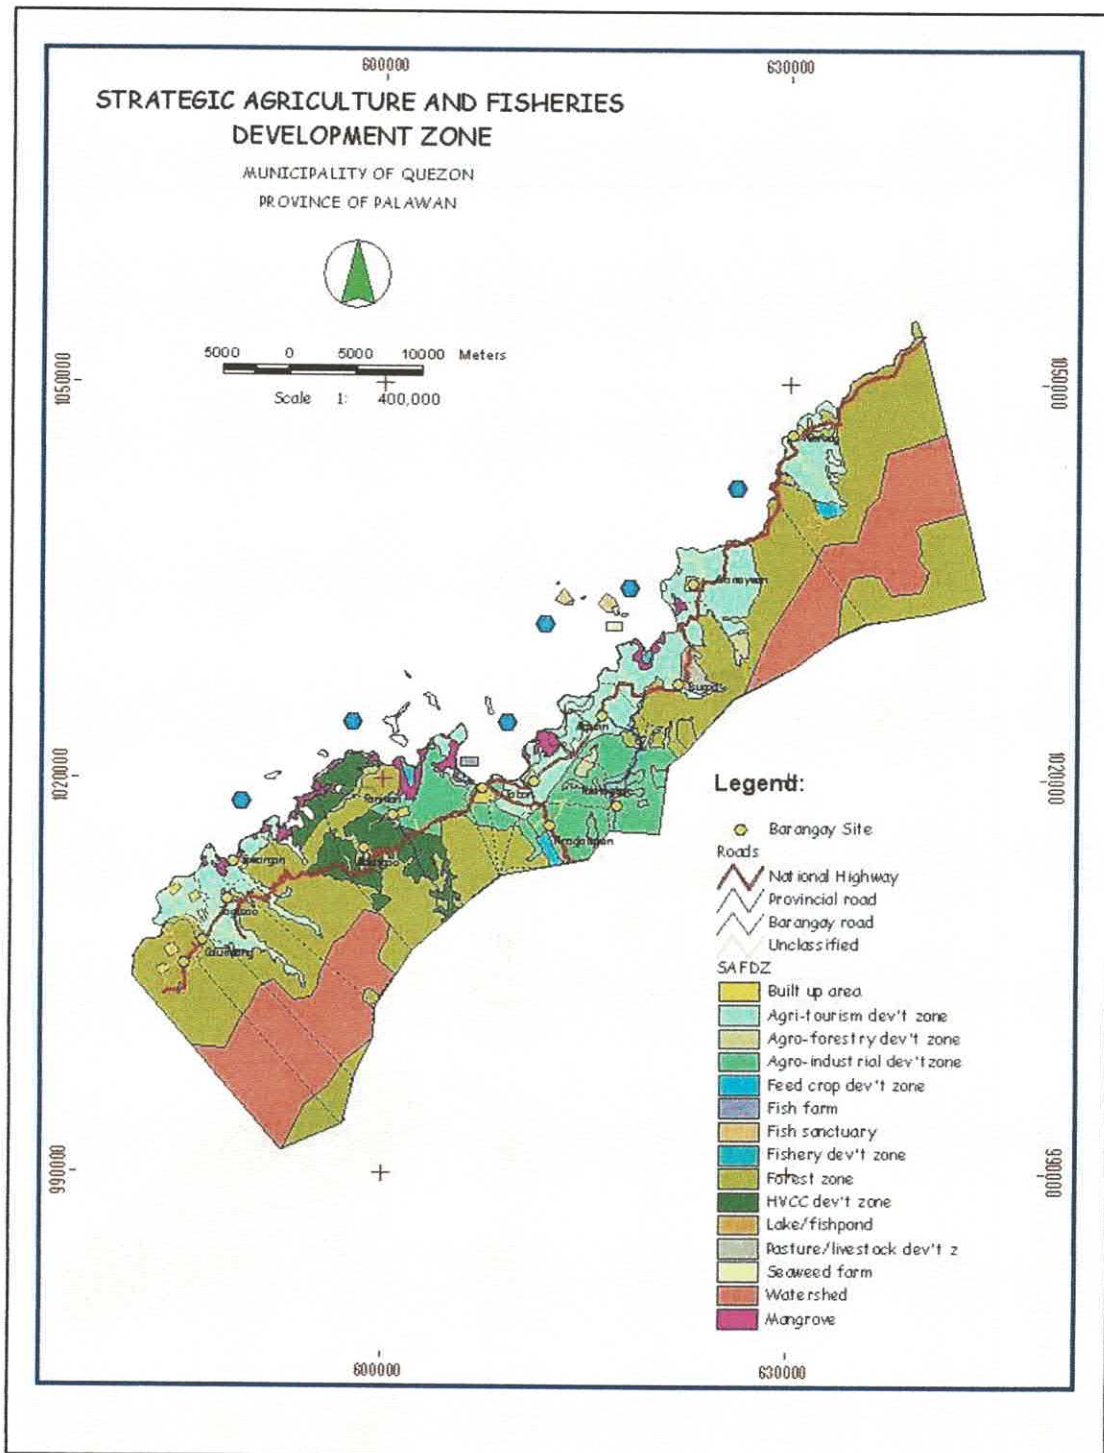 600000
630000
STRATEGIC AGRICULTURE AND FISHERIES
DEVELOPMENT ZONE
MUNICIPALITY OF QUEZON
PROVINCE OF PALAWAN
5000 0 5000 10000 Meters
Scale 1: 400,000
1050000
1050000
1020000
1020000
Legend:
Barangay Site
Roads
National Highway
Provincial road
Barangay road
Unclassified
SAFDZ
Built up area
Agri-tourism dev't zone
Agro-forestry dev't zone
Agro-industrial dev't zone
Feed crop dev't zone
Fish farm
Fish sanctuary
Fishery dev't zone
Forest zone
HVCC dev't zone
Lake/fishpond
Pasture/livestock dev't z
Seaweed farm
Watershed
Mangrove
990000
990000
600000
630000